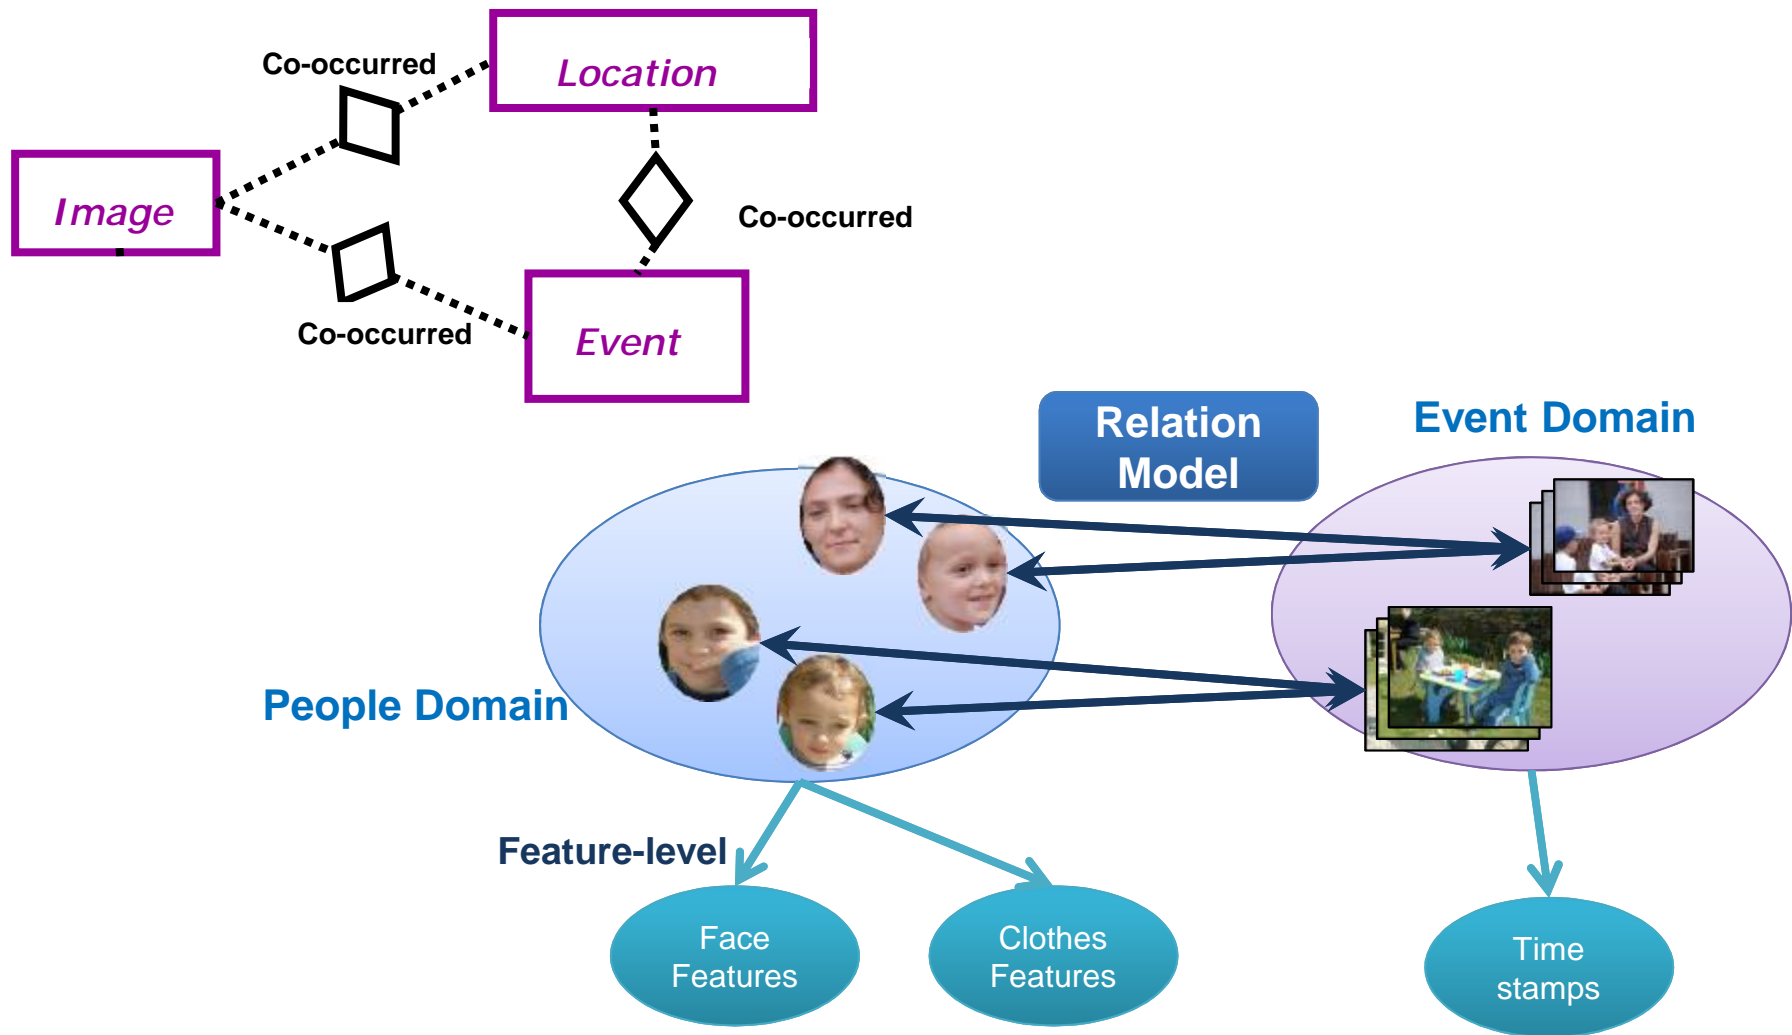 Co-occurred
Location
Image
Co-occurred
Co-occurred
Event
Relation
Model
Event Domain
People Domain
Feature-level
Face
Features
Clothes
Features
Time
stamps